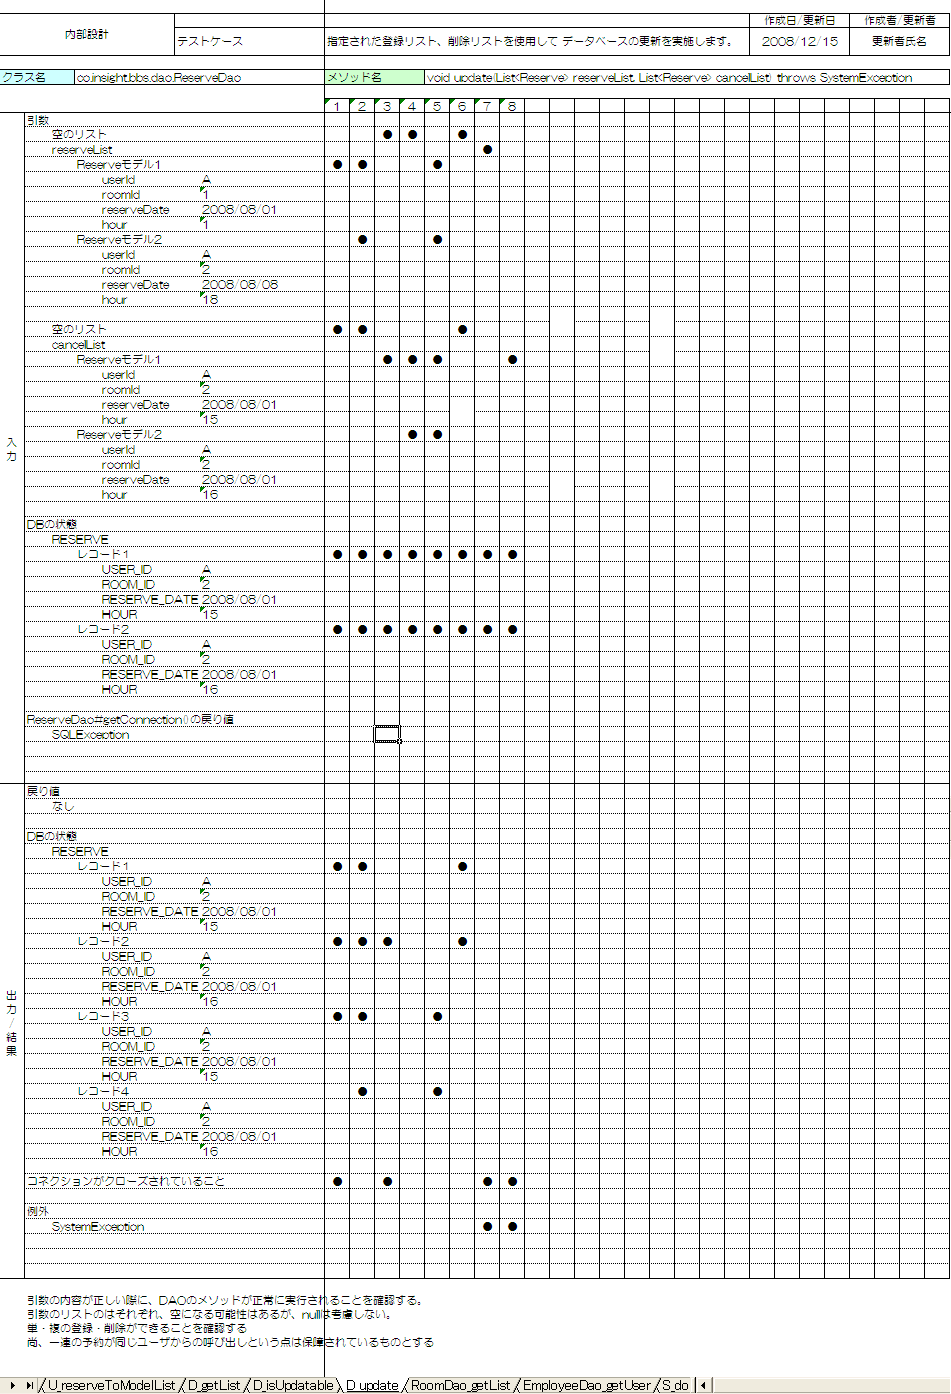 作成日/更新日 作成者/更新者
内部設計 テストケース 指定された登録リスト、削除リストを使用して データベースの更新を実施します。 2008/12/15 更新者氏名
クラス名 co.insight.bbs.dao.ReserveDao メソッド名 void update(List<Reserve> reserveList, List<Reserve> cancelList) throws SystemException
1 2 3 4 5 6 7 8
引数
空のリスト ● ● ●
reserveList ●
Reserveモデル1 ● ● ●
userId A
roomId 1
reserveDate 2008/08/01
hour 1
Reserveモデル2 ● ●
userId A
roomId 2
reserveDate 2008/08/08
hour 18
空のリスト ● ● ●
cancelList
Reserveモデル1 ● ● ● ●
userId A
roomId 2
reserveDate 2008/08/01
hour 15
Reserveモデル2 ● ●
入力
userId A
roomId 2
reserveDate 2008/08/01
hour 16
DBの状態
RESERVE
レコード1 ● ● ● ● ● ● ● ●
USER_ID A
ROOM_ID 2
RESERVE_DATE 2008/08/01
HOUR 15
レコード2 ● ● ● ● ● ● ● ●
USER_ID A
ROOM_ID 2
RESERVE_DATE 2008/08/01
HOUR 16
ReserveDao#getConnection()の戻り値
SQLException
戻り値
なし
DBの状態
RESERVE
レコード1 ● ● ●
USER_ID A
ROOM_ID 2
RESERVE_DATE 2008/08/01
HOUR 15
レコード2 ● ● ● ●
USER_ID A
ROOM_ID 2
RESERVE_DATE 2008/08/01
HOUR 16
出力/結果
レコード3 ● ● ●
USER_ID A
ROOM_ID 2
RESERVE_DATE 2008/08/01
HOUR 15
レコード4 ● ●
USER_ID A
ROOM_ID 2
RESERVE_DATE 2008/08/01
HOUR 16
コネクションがクローズされていること ● ● ● ●
例外
SystemException ● ●
引数の内容が正しい際に、DAOのメソッドが正常に実行されることを確認する。
引数のリストのはそれぞれ、空になる可能性はあるが、nullは考慮しない。
単・複の登録・削除ができることを確認する
尚、一連の予約が同じユーザからの呼び出しという点は保障されているものとする
U_reserveToModelList D_getList D_isUpdatable D_update RoomDao_getList EmployeeDao_getUser S_do